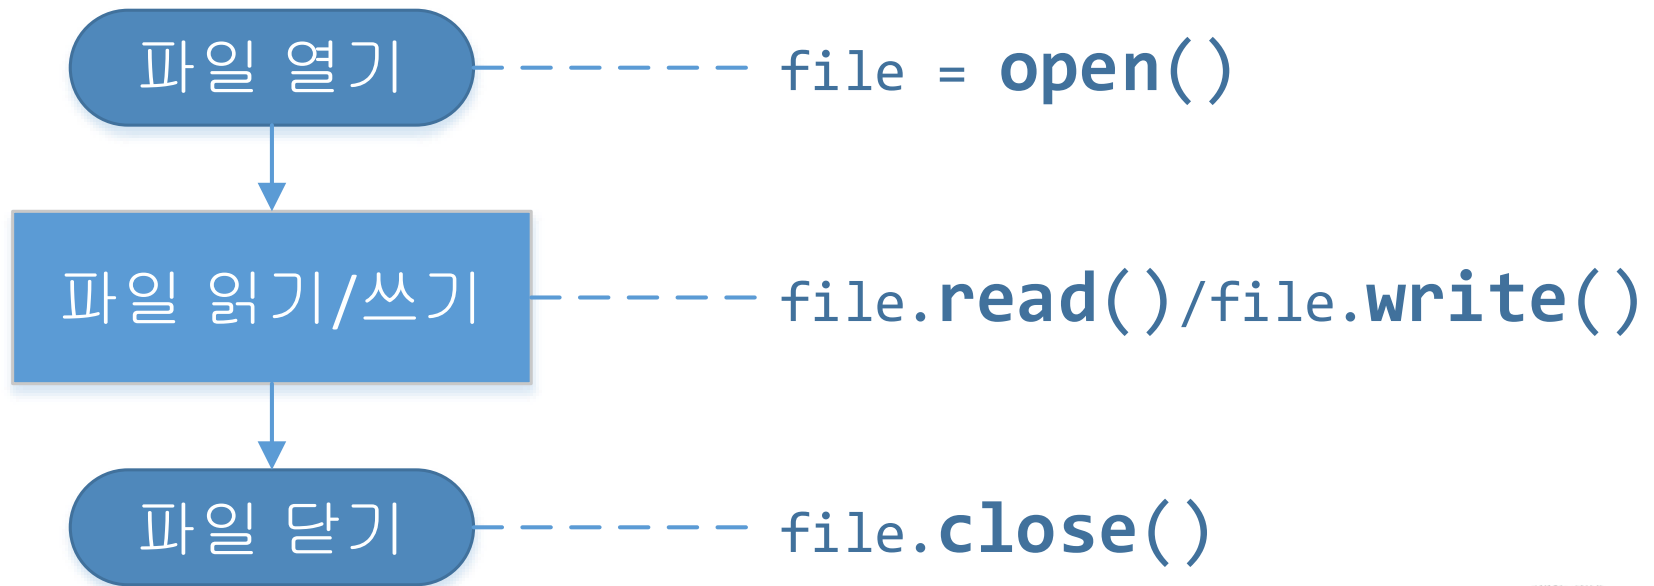 파일 열기 file = open()
파일 읽기/쓰기 file.read()/file.write()
파일 닫기 file.close()